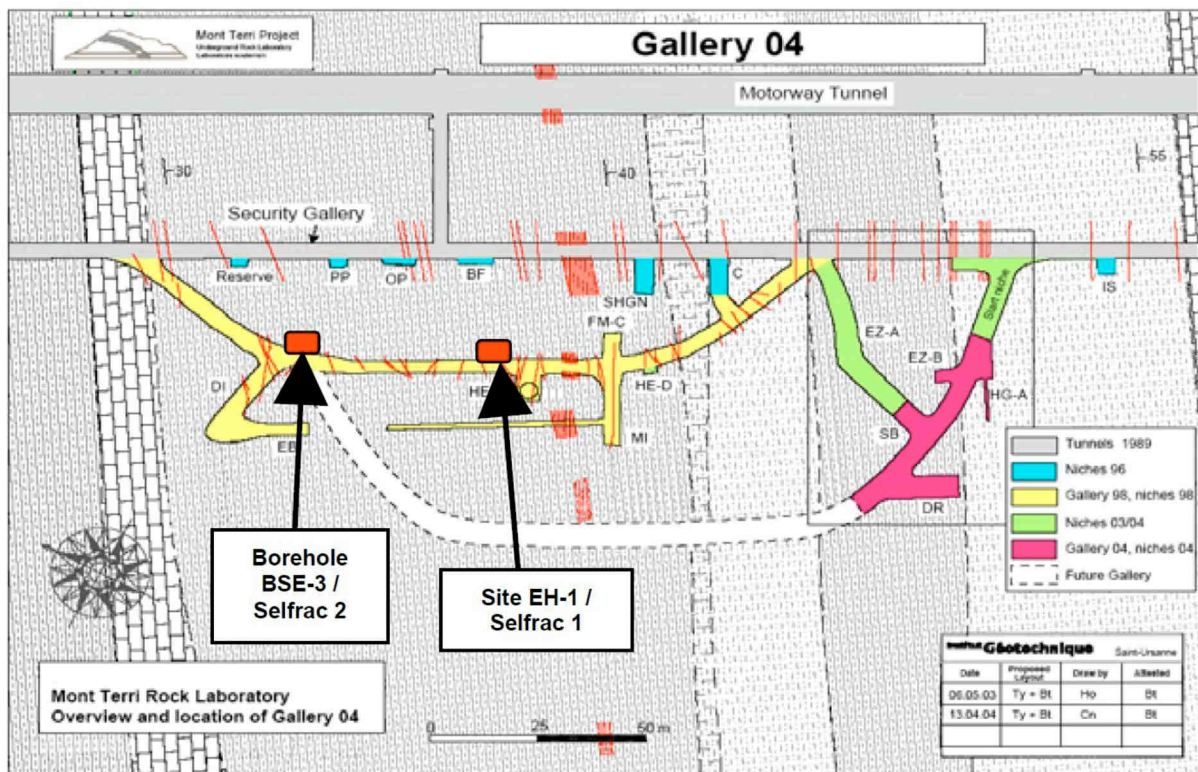 Mont Terri Project
Underground Rock Laboratory
Gallery 04
Motorway Tunnel
30
40
55
Security Gallery
Reserve
PP
OP
BF
SHGN
C
IS
FM-C
Start niche
EZ-A
EZ-B
DI
HE-D
HG-A
EB
MI
SB
DR
Tunnels 1989
Niches 96
Gallery 98, niches 98
Niches 03/04
Gallery 04, niches 04
Future Gallery
Borehole
BSE-3 /
Selfrac 2
Site EH-1 /
Selfrac 1
Mont Terri Rock Laboratory
Overview and location of Gallery 04
0 25 50 m
Géotechnique Saint-Ursanne
Date Proposed Layout Draw by Attested
06.05.03 Ty + Bt Ho Bt
13.04.04 Ty + Bt Cn Bt